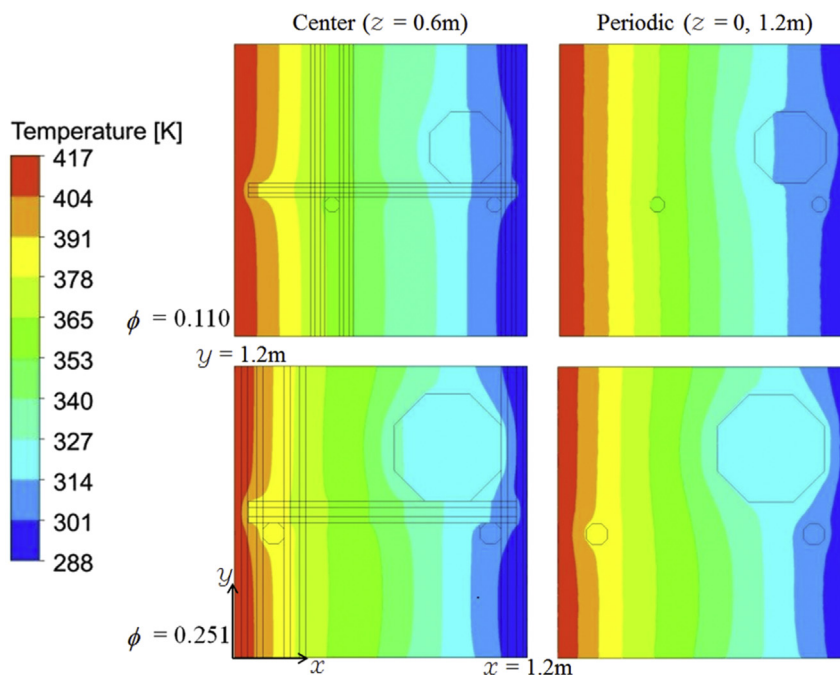 Center (z = 0.6m)
Periodic (z = 0, 1.2m)
Temperature [K]
417
404
391
378
365
353
340
327
314
301
288
ϕ = 0.110
y = 1.2m
y
ϕ = 0.251
x
x = 1.2m